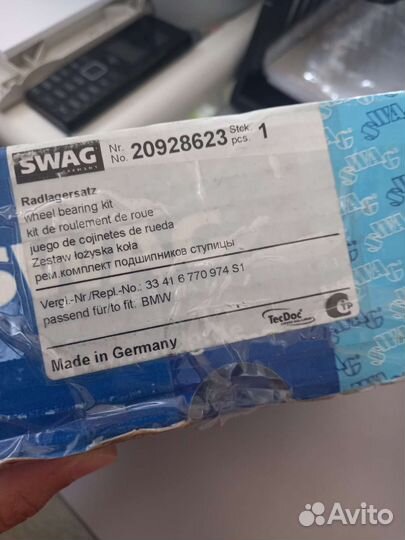 SWAG
GERMANY
Nr.
No. 20928623 Stck. 1
pcs.
Radlagersatz
wheel bearing kit
kit de roulement de roue
juego de cojinetes de rueda
Zestaw łożyska koła
рем.комплект подшипников ступицы
Vergl.-Nr/Repl.-No.: 33 41 6 770 974 S1
passend für/to fit: BMW
TecDoc
Made in Germany
Avito